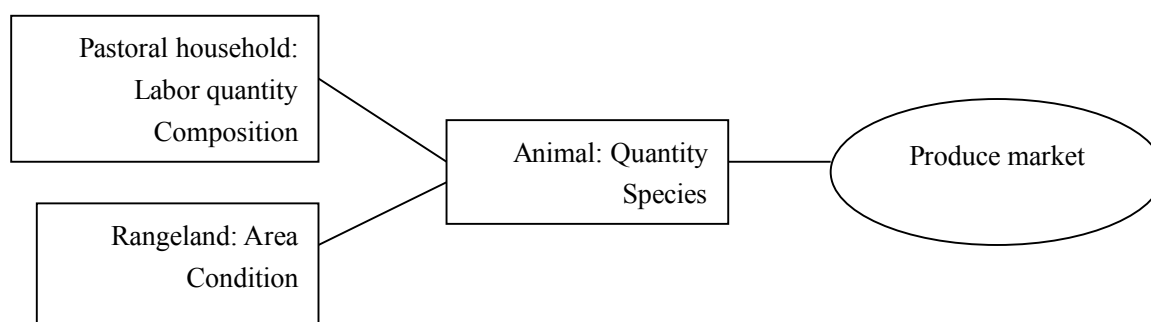 Pastoral household:
Labor quantity
Composition
Rangeland: Area
Condition
Animal: Quantity
Species
Produce market